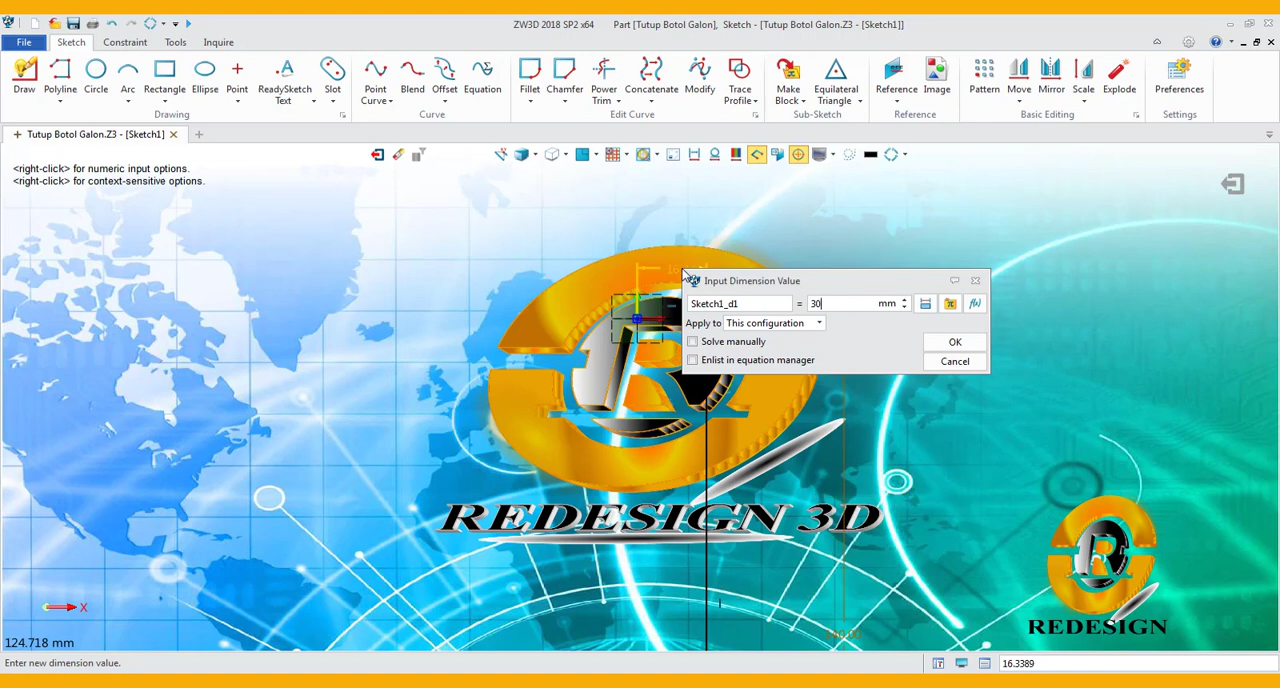 ZW3D 2018 SP2 x64 Part [Tutup Botol Galon], Sketch - [Tutup Botol Galon.Z3 - [Sketch1]]
File Sketch Constraint Tools Inquire
Draw Polyline Circle Arc Rectangle Ellipse Point ReadySketch Text Slot Point Curve Blend Offset Equation Fillet Chamfer Power Trim Concatenate Modify Trace Profile Make Block Equilateral Triangle Reference Image Pattern Move Mirror Scale Explode Preferences
Drawing Curve Edit Curve Sub-Sketch Reference Basic Editing Settings
Tutup Botol Galon.Z3 - [Sketch1]
<right-click> for numeric input options.
<right-click> for context-sensitive options.
Input Dimension Value
Sketch1_d1 = 30 mm
Apply to This configuration
Solve manually OK
Enlist in equation manager Cancel
R
REDESIGN 3D
R
REDESIGN
X
124.718 mm
Enter new dimension value. 16.3389